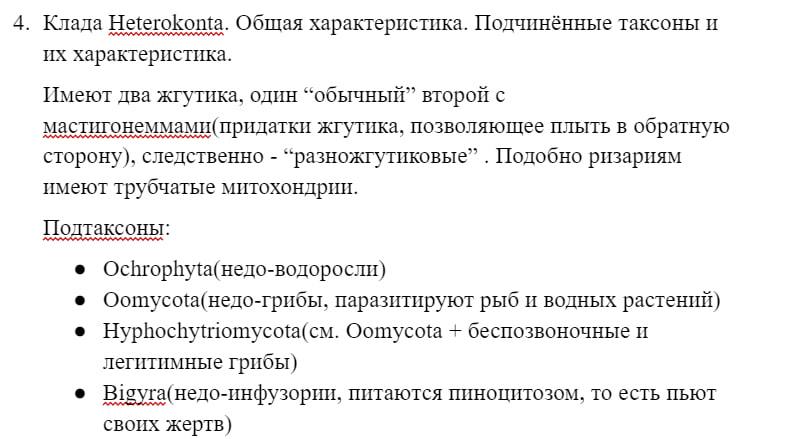 4. Клада Heterokonta. Общая характеристика. Подчинённые таксоны и
их характеристика.
Имеют два жгутика, один “обычный” второй с
мастигонеммами(придатки жгутика, позволяющее плыть в обратную
сторону), следственно - “разножгутиковые” . Подобно ризариям
имеют трубчатые митохондрии.
Подтаксоны:
● Ochrophyta(недо-водоросли)
● Oomycota(недо-грибы, паразитируют рыб и водных растений)
● Hyphochytriomycota(см. Oomycota + беспозвоночные и
легитимные грибы)
● Bigyra(недо-инфузории, питаются пиноцитозом, то есть пьют
своих жертв)